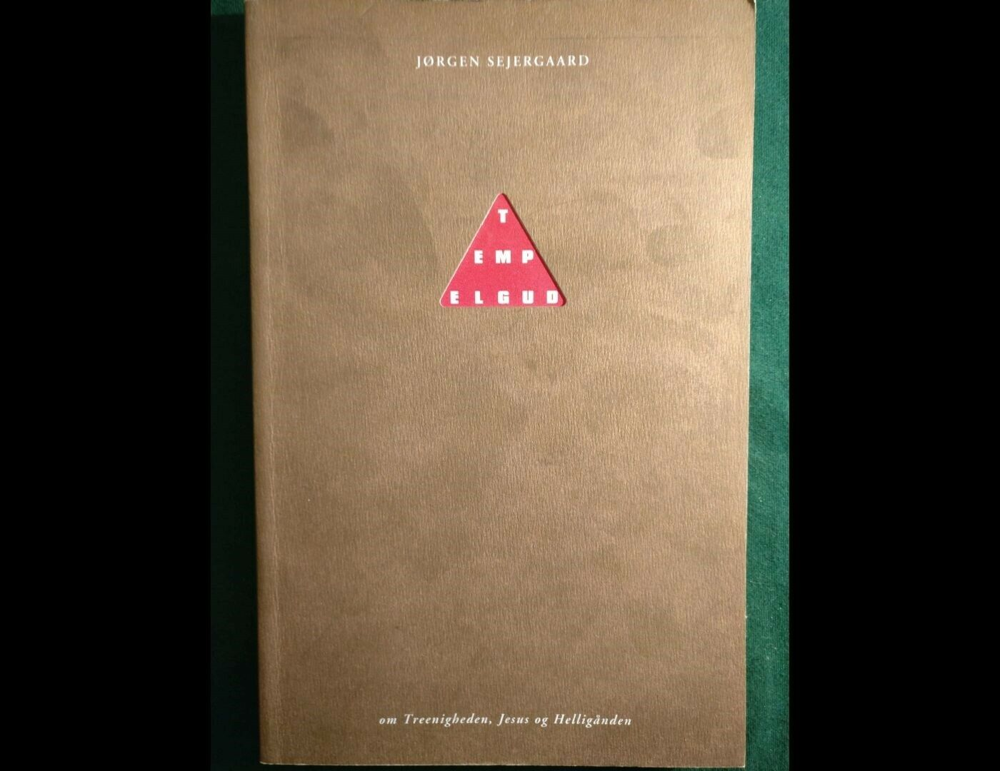 JØRGEN SEJERGAARD
T
EMP
ELGUD
om Treenigheden, Jesus og Helligånden